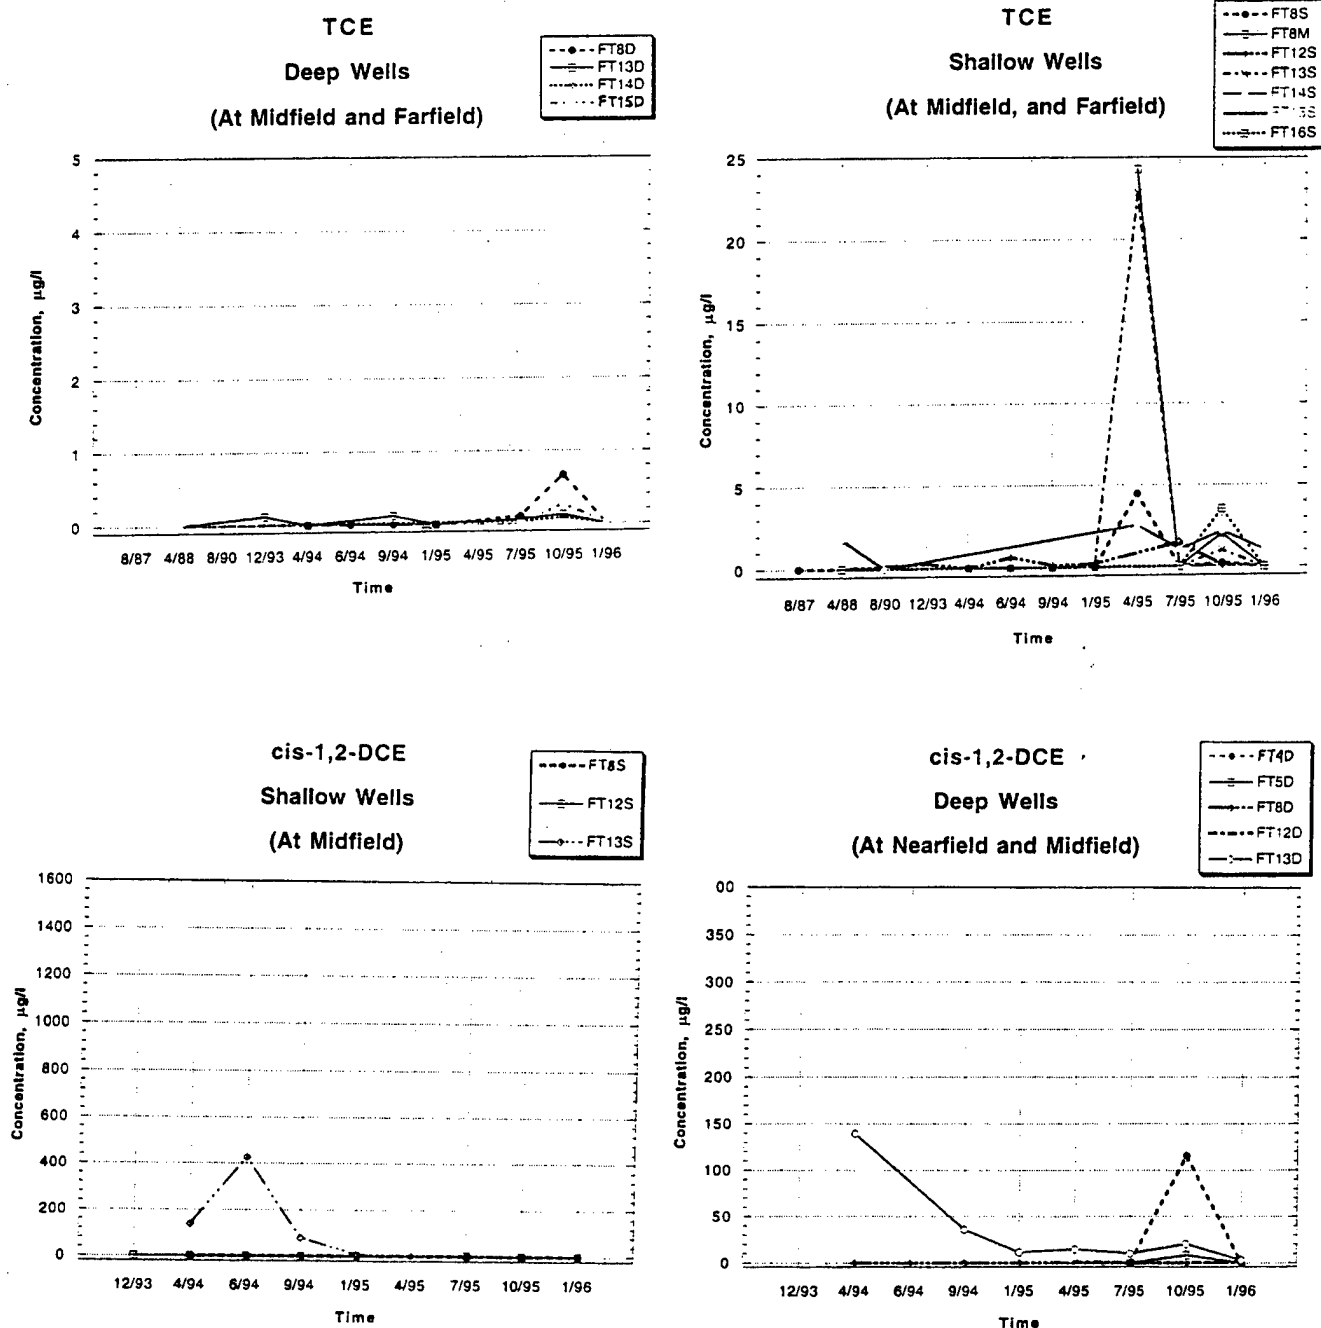 TCE
Deep Wells
(At Midfield and Farfield)
FT8D
FT13D
FT14D
FT15D
5
4
3
2
1
0
Concentration, µg/l
8/87 4/88 8/90 12/93 4/94 6/94 9/94 1/95 4/95 7/95 10/95 1/96
Time
TCE
Shallow Wells
(At Midfield, and Farfield)
FT8S
FT8M
FT12S
FT13S
FT14S
FT16S
25
20
15
10
5
0
Concentration, µg/l
8/87 4/88 8/90 12/93 4/94 6/94 9/94 1/95 4/95 7/95 10/95 1/96
Time
cis-1,2-DCE
Shallow Wells
(At Midfield)
FT8S
FT12S
FT13S
1600
1400
1200
1000
800
600
400
200
0
Concentration, µg/l
12/93 4/94 6/94 9/94 1/95 4/95 7/95 10/95 1/96
Time
cis-1,2-DCE
Deep Wells
(At Nearfield and Midfield)
FT4D
FT5D
FT8D
FT12D
FT13D
00
350
300
250
200
150
100
50
0
Concentration, µg/l
12/93 4/94 6/94 9/94 1/95 4/95 7/95 10/95 1/96
Time